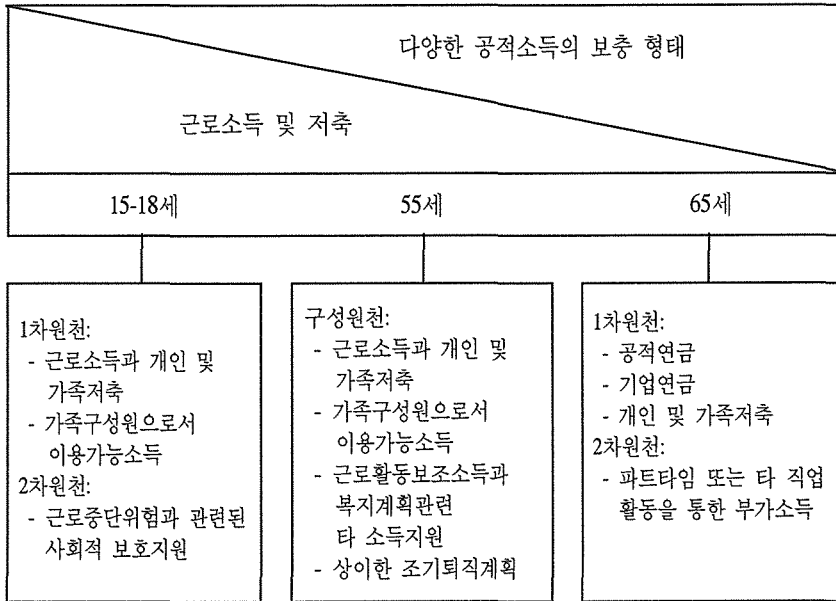 다양한 공적소득의 보충 형태
근로소득 및 저축
15-18세
55세
65세
1차원천:
- 근로소득과 개인 및
가족저축
- 가족구성원으로서
이용가능소득
2차원천:
- 근로중단위험과 관련된
사회적 보호지원
구성원천:
- 근로소득과 개인 및
가족저축
- 가족구성원으로서
이용가능소득
- 근로활동보조소득과
복지계획관련
타 소득지원
- 상이한 조기퇴직계획
1차원천:
- 공적연금
- 기업연금
- 개인 및 가족저축
2차원천:
- 파트타임 또는 타 직업
활동을 통한 부가소득